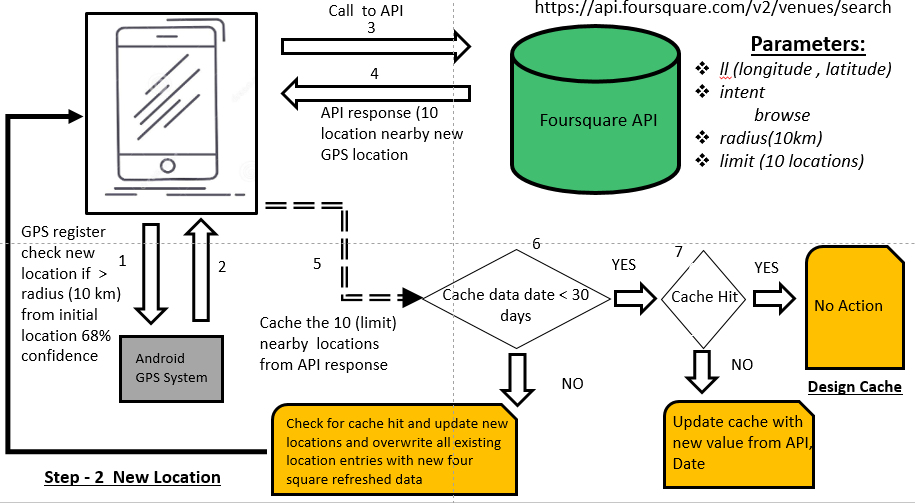 Call to API
https://api.foursquare.com/v2/venues/search
3
Parameters:
ll (longitude , latitude)
4
intent
browse
API response (10
location nearby new
GPS location
Foursquare API
radius(10km)
limit (10 locations)
GPS register
check new
location if >
radius (10 km)
from initial
location 68%
confidence
1
2
5
6
7
YES
YES
Cache data date < 30
days
Cache Hit
No Action
Cache the 10 (limit)
nearby locations
from API response
Android
GPS System
NO
NO
Design Cache
Check for cache hit and update new
locations and overwrite all existing
location entries with new four
square refreshed data
Update cache with
new value from API,
Date
Step - 2 New Location